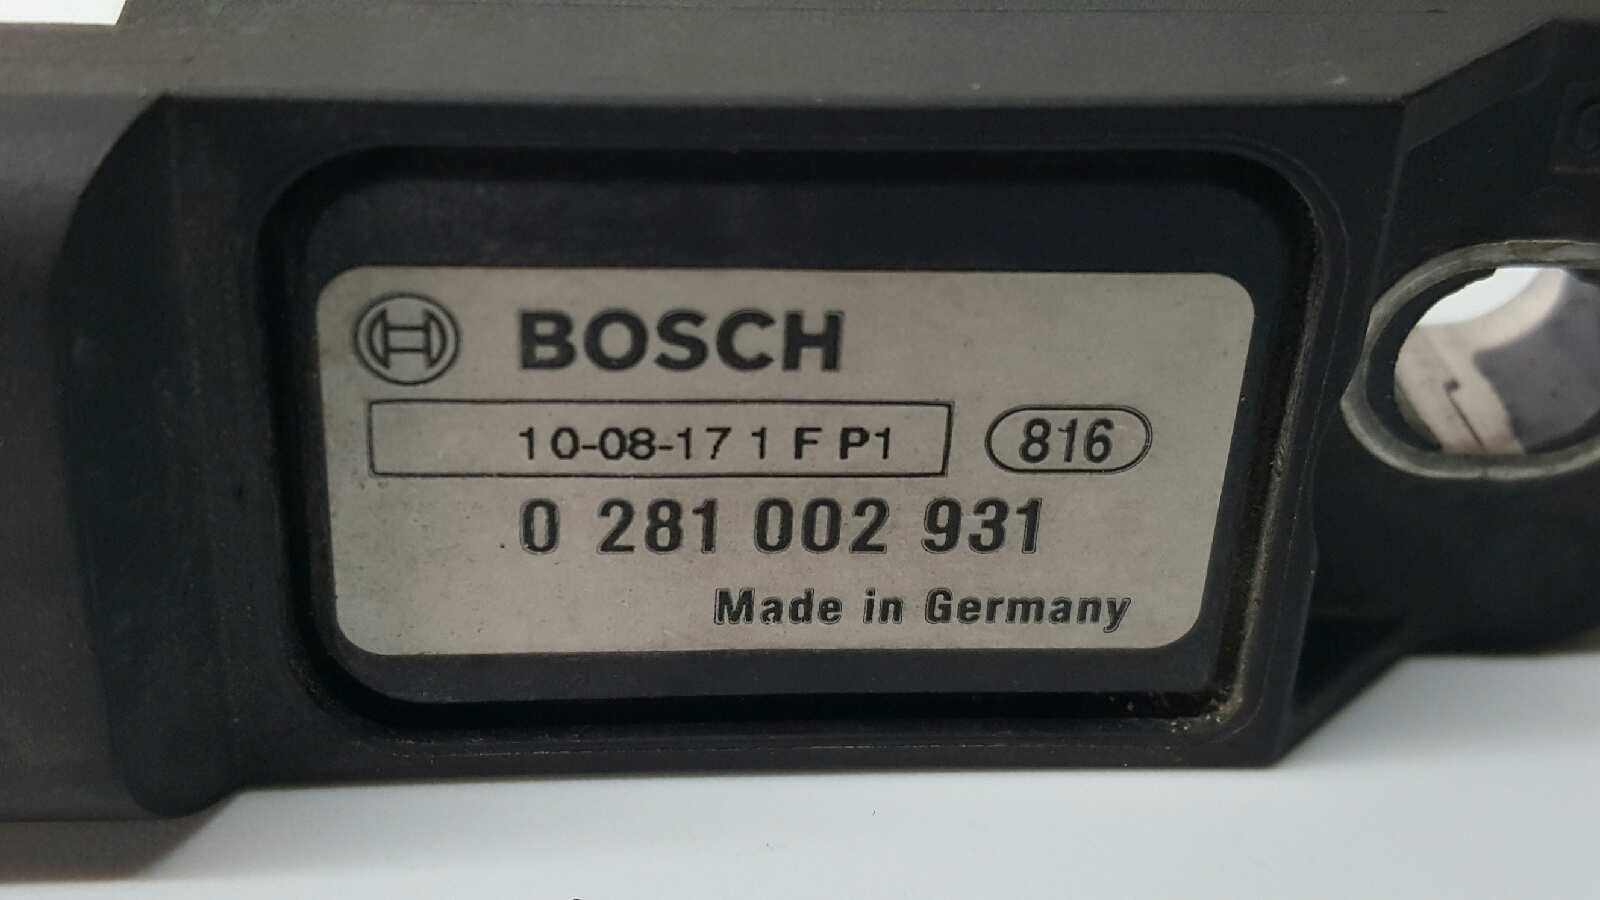 BOSCH
10-08-17 1 F P1
816
0 281 002 931
Made in Germany